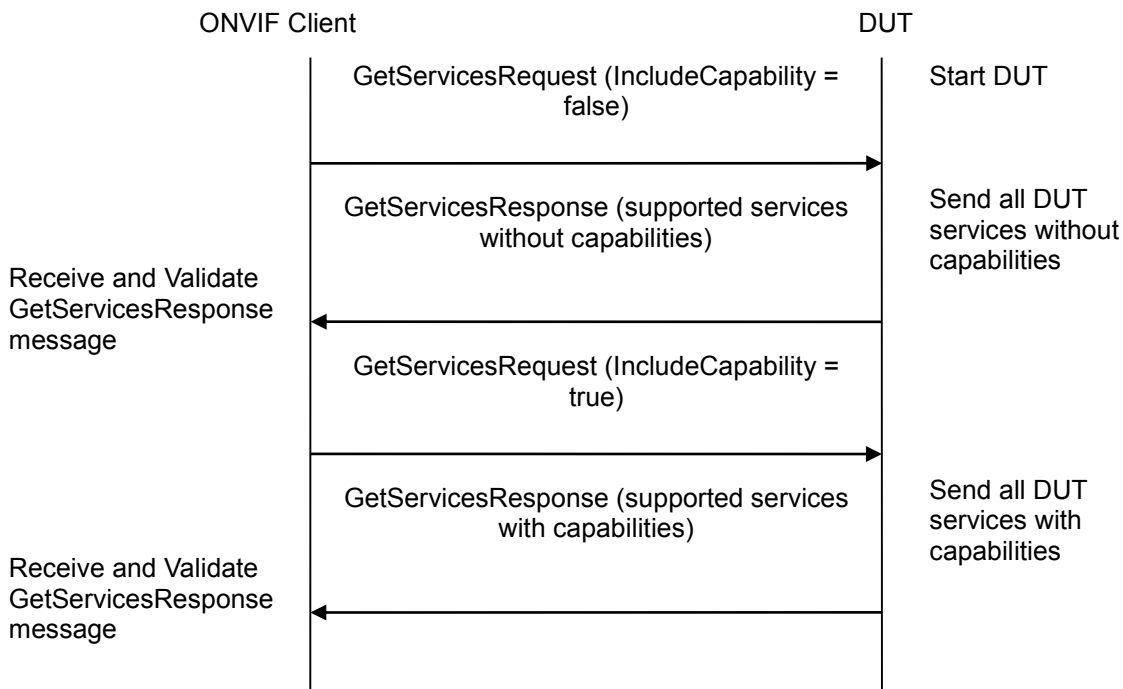 ONVIF Client
DUT
GetServicesRequest (IncludeCapability =
false)
Start DUT
GetServicesResponse (supported services
without capabilities)
Send all DUT
services without
capabilities
Receive and Validate
GetServicesResponse
message
GetServicesRequest (IncludeCapability =
true)
GetServicesResponse (supported services
with capabilities)
Send all DUT
services with
capabilities
Receive and Validate
GetServicesResponse
message